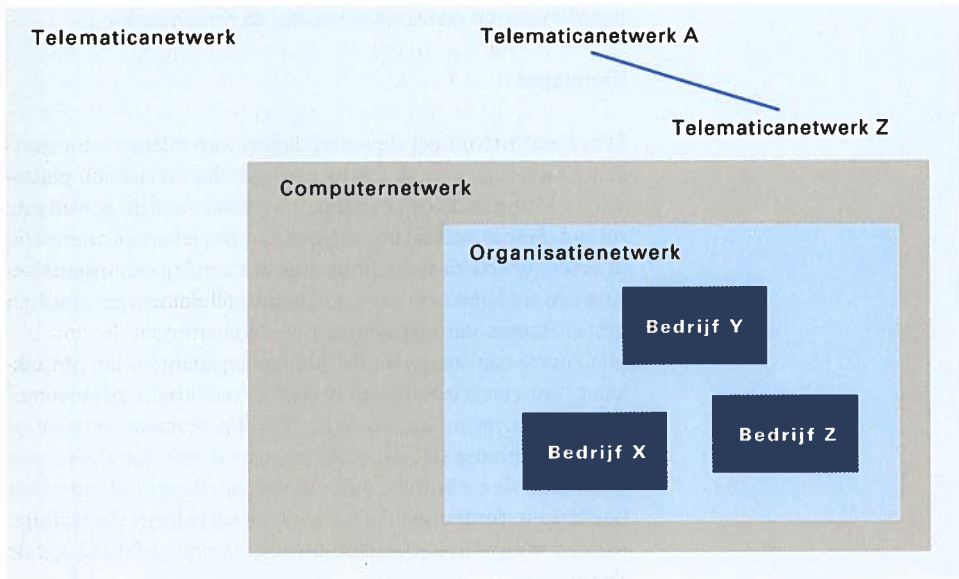 Telematicanetwerk
Telematicanetwerk A
Telematicanetwerk Z
Computernetwerk
Organisatienetwerk
Bedrijf Y
Bedrijf X
Bedrijf Z